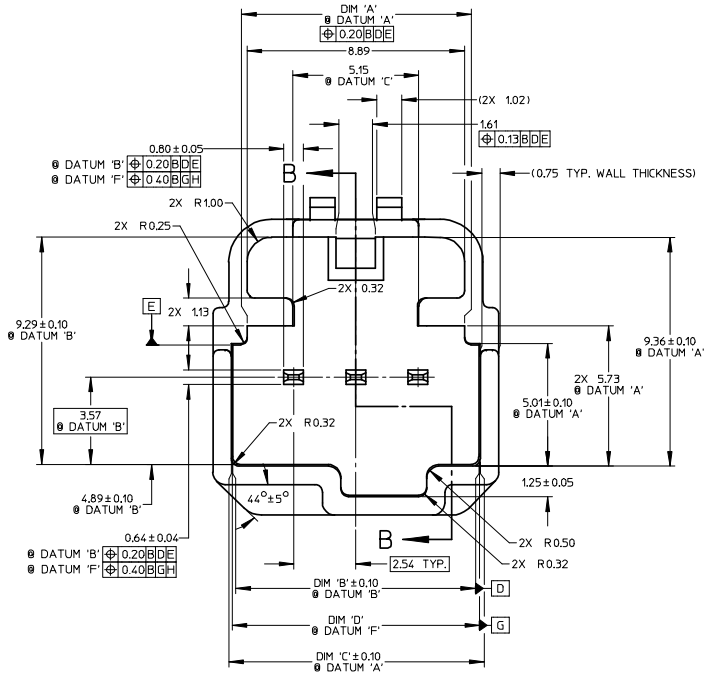 DIM 'A'
@ DATUM 'A'
⌖ 0.20 B D E
8.89
5.15
@ DATUM 'C'
(2X 1.02)
1.61
⌖ 0.13 B D E
0.80±0.05
@ DATUM 'B' ⌖ 0.20 B D E
@ DATUM 'F' ⌖ 0.40 B G H
B
(0.75 TYP. WALL THICKNESS)
2X R1.00
2X R0.25
2X 0.32
E
2X 1.13
9.29±0.10
@ DATUM 'B'
9.36±0.10
@ DATUM 'A'
2X 5.73
@ DATUM 'A'
5.01±0.10
@ DATUM 'A'
3.57
@ DATUM 'B'
2X R0.32
4.89±0.10
@ DATUM 'B'
44°±5°
1.25±0.05
0.64±0.04
@ DATUM 'B' ⌖ 0.20 B D E
@ DATUM 'F' ⌖ 0.40 B G H
B
2X R0.50
2X R0.32
2.54 TYP.
DIM 'B'±0.10
@ DATUM 'B'
D
DIM 'D'
@ DATUM 'F'
G
DIM 'C'±0.10
@ DATUM 'A'